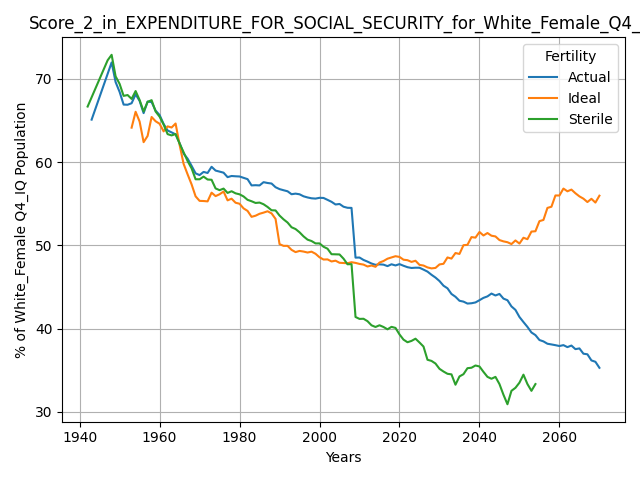 Score_2_in_EXPENDITURE_FOR_SOCIAL_SECURITY_for_White_Female_Q4_
Fertility
Actual
Ideal
Sterile
% of White_Female Q4_IQ Population
70
60
50
40
30
1940 1960 1980 2000 2020 2040 2060
Years